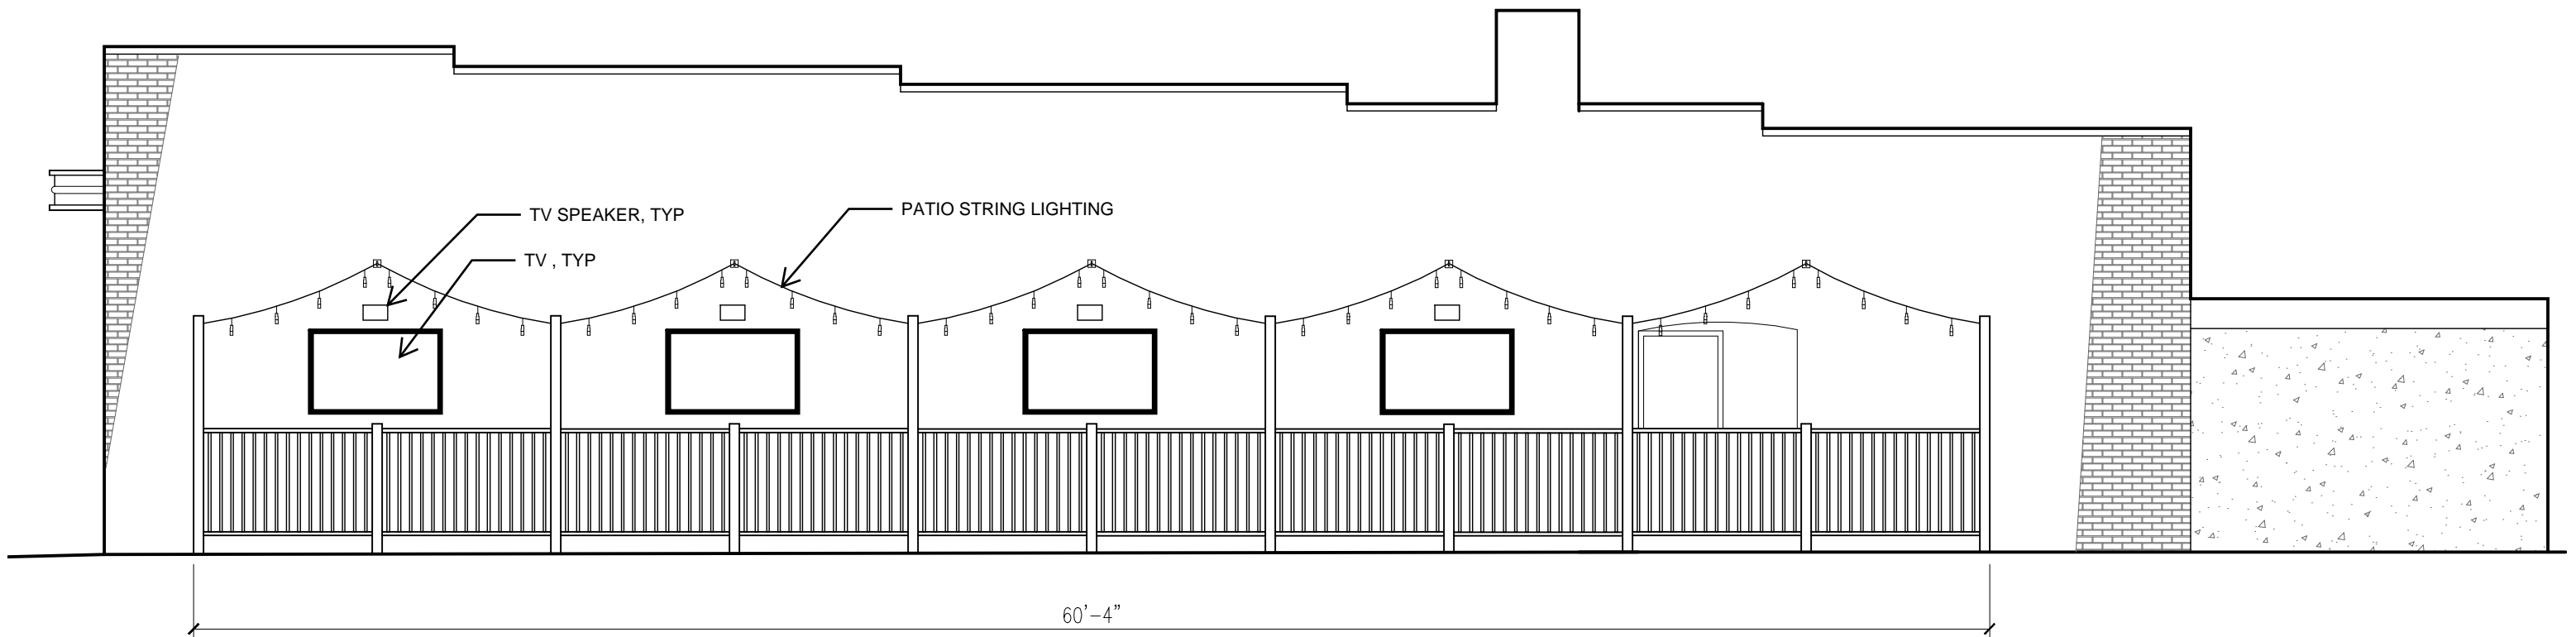 TV SPEAKER, TYP
PATIO STRING LIGHTING
TV , TYP
60'-4"